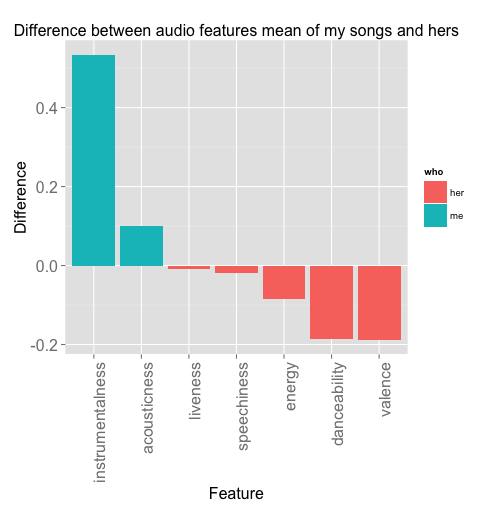 Difference between audio features mean of my songs and hers
Difference
0.4
0.2
0.0
-0.2
instrumentalness
acousticness
liveness
speechiness
energy
danceability
valence
Feature
who
her
me